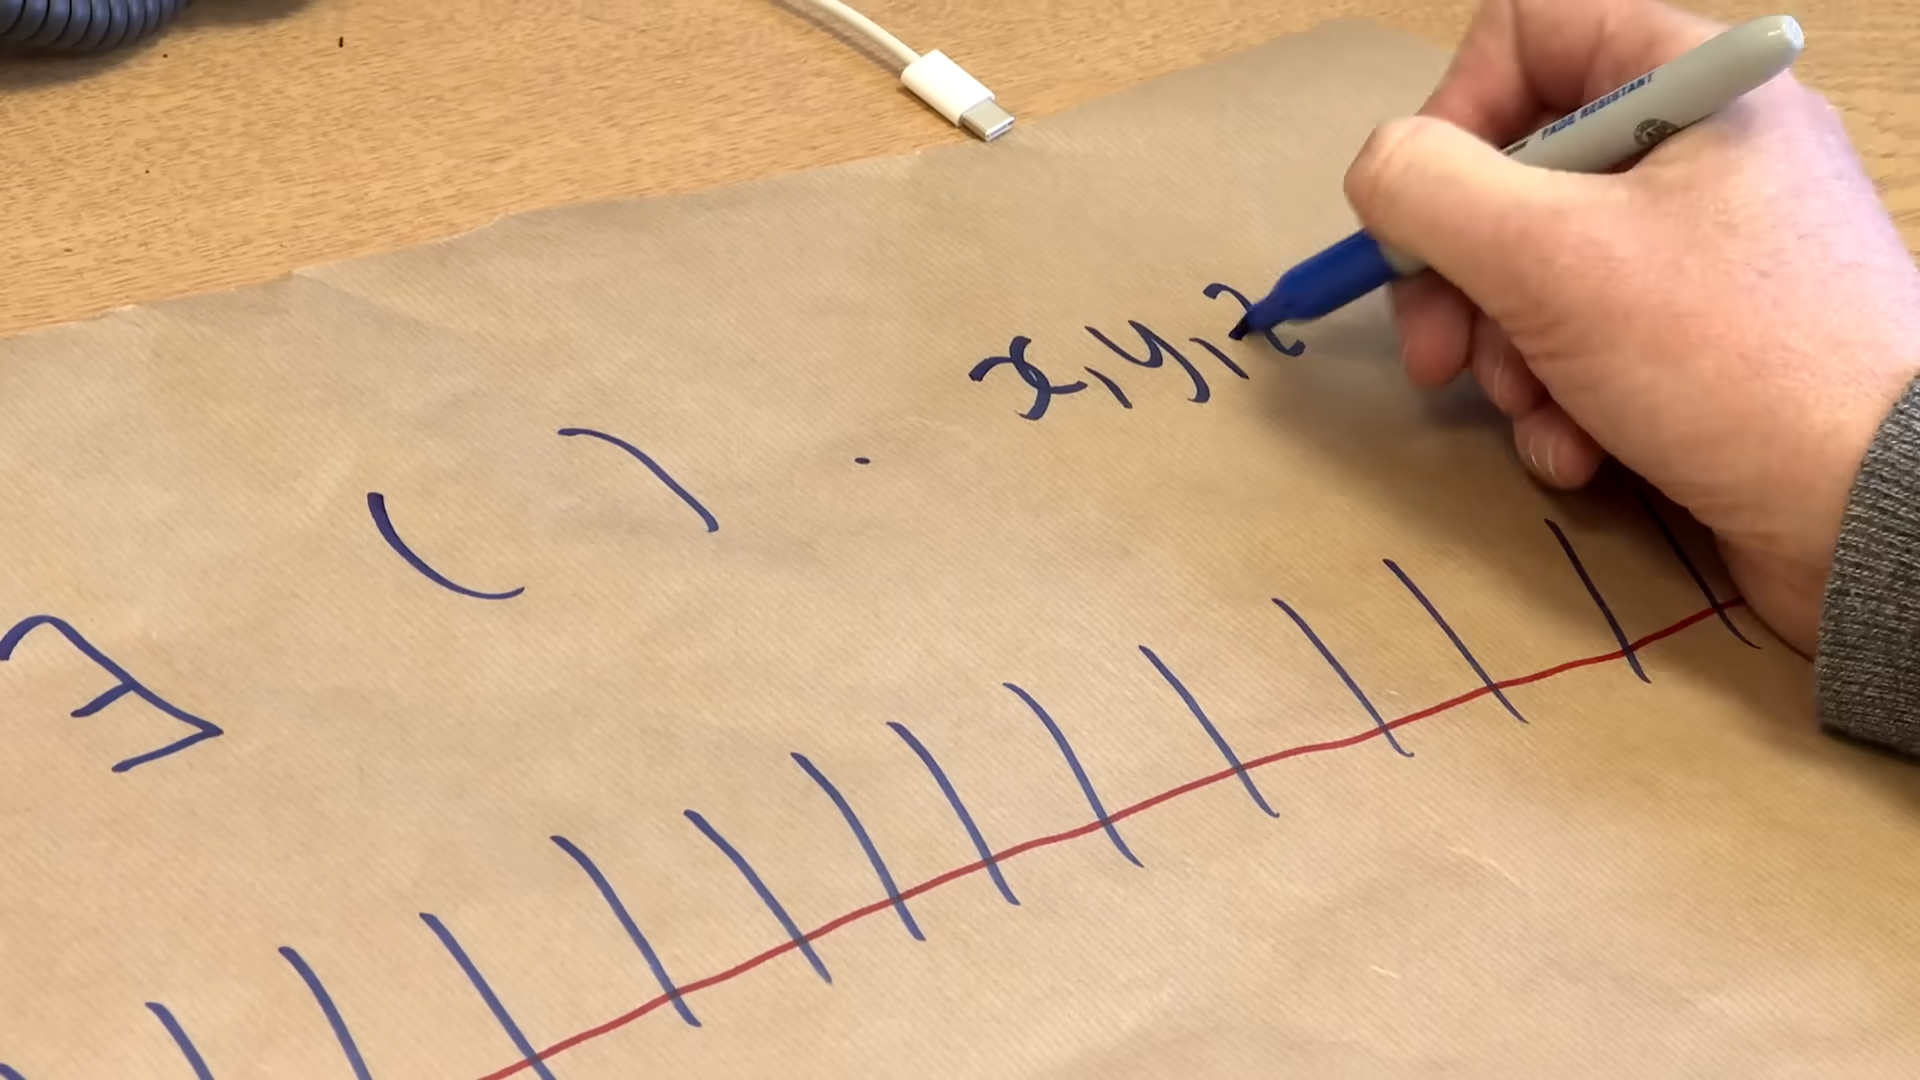 ∃ ( ) . x, y, z
FADE RESISTANT